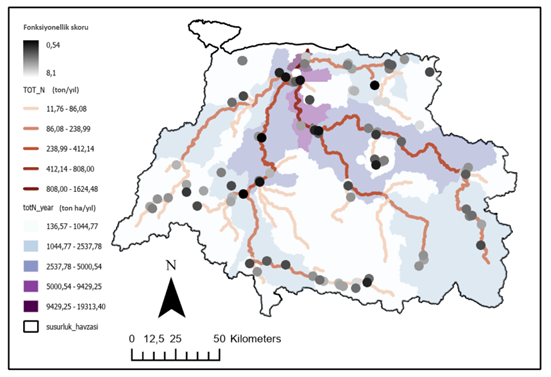 Fonksiyonellik skoru
0,54
8,1
TOT_N (ton/yıl)
11,76 - 86,08
86,08 - 238,99
238,99 - 412,14
412,14 - 808,00
808,00 - 1624,48
totN_year (ton ha/yıl)
136,57 - 1044,77
1044,77 - 2537,78
2537,78 - 5000,54
5000,54 - 9429,25
9429,25 - 19313,40
susurluk_havzası
N
0 12,5 25 50 Kilometers